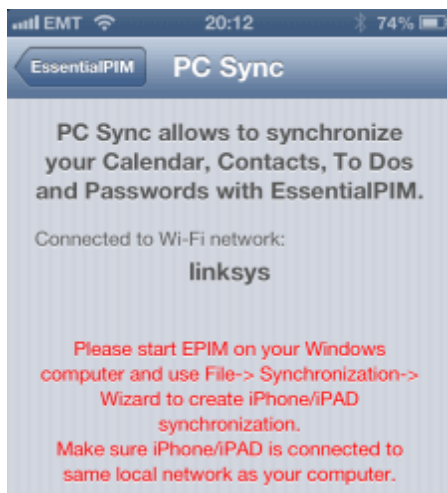 EMT 20:12 74%
EssentialPIM PC Sync
PC Sync allows to synchronize
your Calendar, Contacts, To Dos
and Passwords with EssentialPIM.
Connected to Wi-Fi network:
linksys
Please start EPIM on your Windows
computer and use File-> Synchronization->
Wizard to create iPhone/iPAD
synchronization.
Make sure iPhone/iPAD is connected to
same local network as your computer.